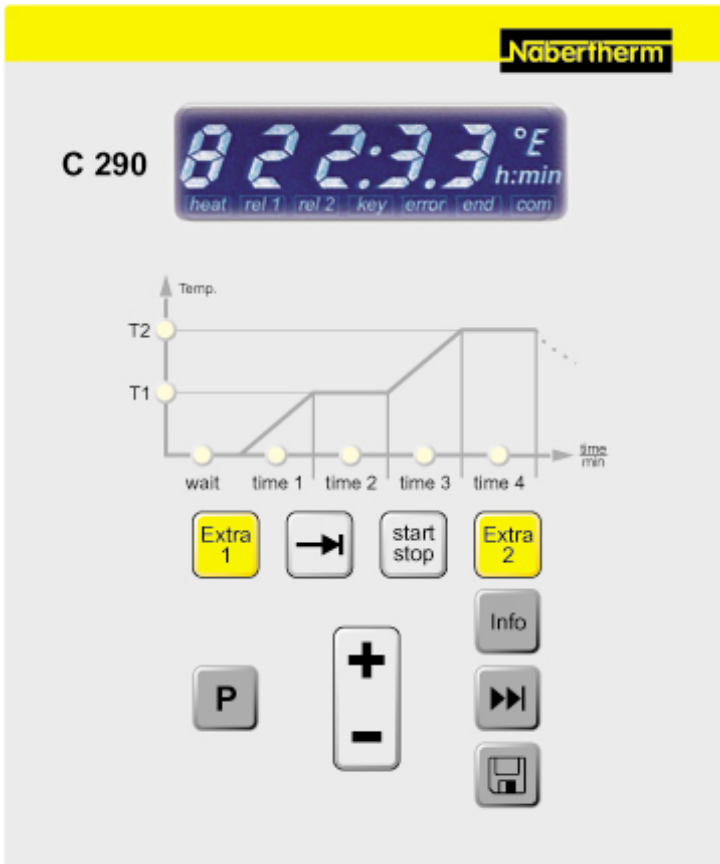 Nabertherm
C 290
8 2 2:3.3 °E
h:min
heat rel 1 rel 2 key error end com
Temp.
T2
T1
time
min
wait time 1 time 2 time 3 time 4
Extra 1
start stop
Extra 2
Info
+
P
-